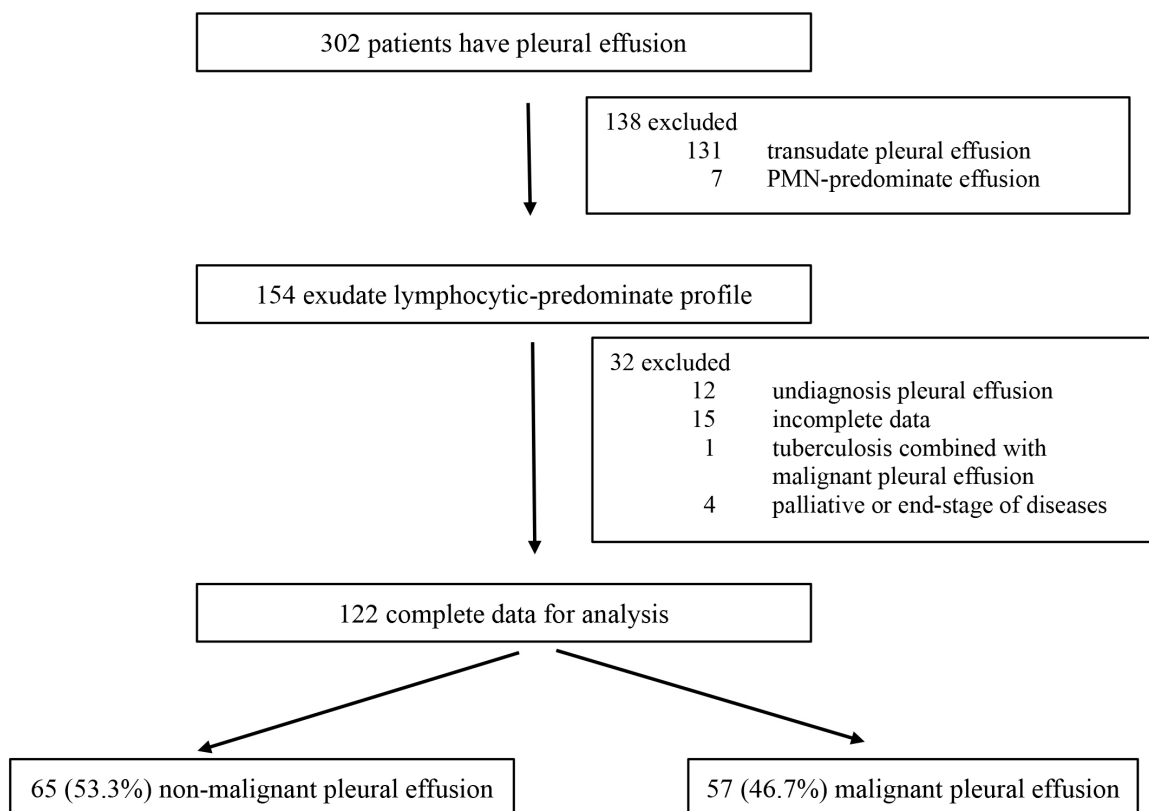 302 patients have pleural effusion
138 excluded
131 transudate pleural effusion
7 PMN-predominate effusion
154 exudate lymphocytic-predominate profile
32 excluded
12 undiagnosis pleural effusion
15 incomplete data
1 tuberculosis combined with
malignant pleural effusion
4 palliative or end-stage of diseases
122 complete data for analysis
65 (53.3%) non-malignant pleural effusion
57 (46.7%) malignant pleural effusion